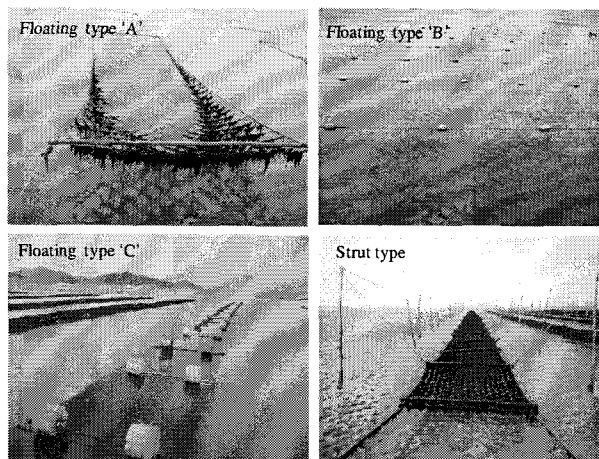 Floating type 'A'
Floating type 'B'
Floating type 'C'
Strut type